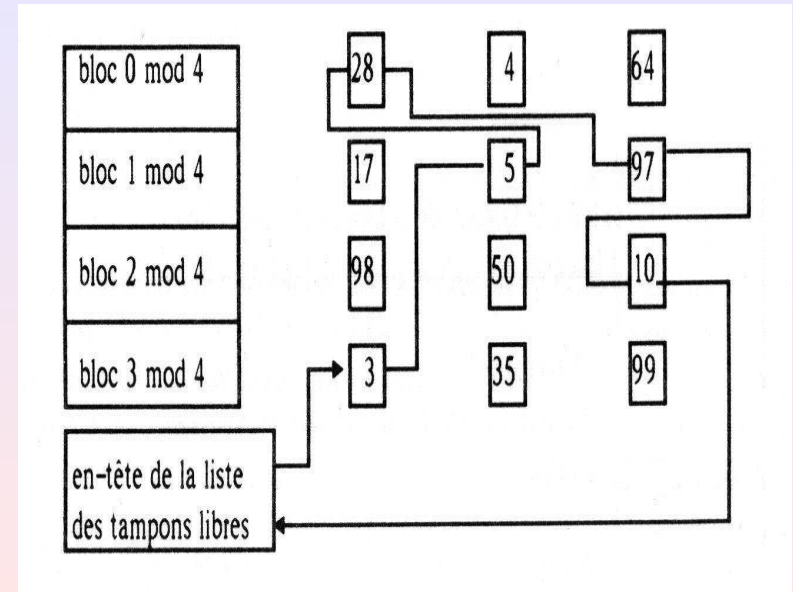 bloc 0 mod 4
28
4
64
bloc 1 mod 4
17
5
97
bloc 2 mod 4
98
50
10
bloc 3 mod 4
3
35
99
en-tête de la liste
des tampons libres